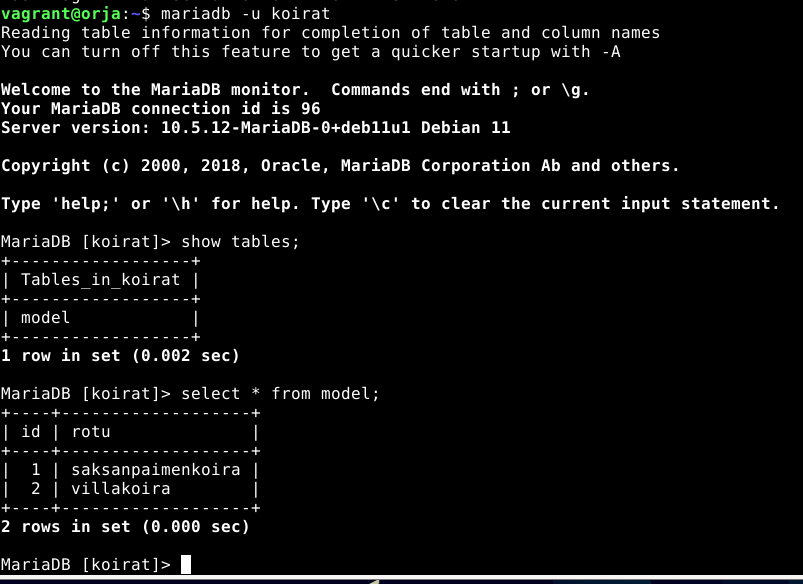 vagrant@orja:~$ mariadb -u koirat
Reading table information for completion of table and column names
You can turn off this feature to get a quicker startup with -A
Welcome to the MariaDB monitor.  Commands end with ; or \g.
Your MariaDB connection id is 96
Server version: 10.5.12-MariaDB-0+deb11u1 Debian 11
Copyright (c) 2000, 2018, Oracle, MariaDB Corporation Ab and others.
Type 'help;' or '\h' for help. Type '\c' to clear the current input statement.
MariaDB [koirat]> show tables;
+------------------+
| Tables_in_koirat |
+------------------+
| model            |
+------------------+
1 row in set (0.002 sec)
MariaDB [koirat]> select * from model;
+----+-------------------+
| id | rotu              |
+----+-------------------+
|  1 | saksanpaimenkoira |
|  2 | villakoira        |
+----+-------------------+
2 rows in set (0.000 sec)
MariaDB [koirat]>